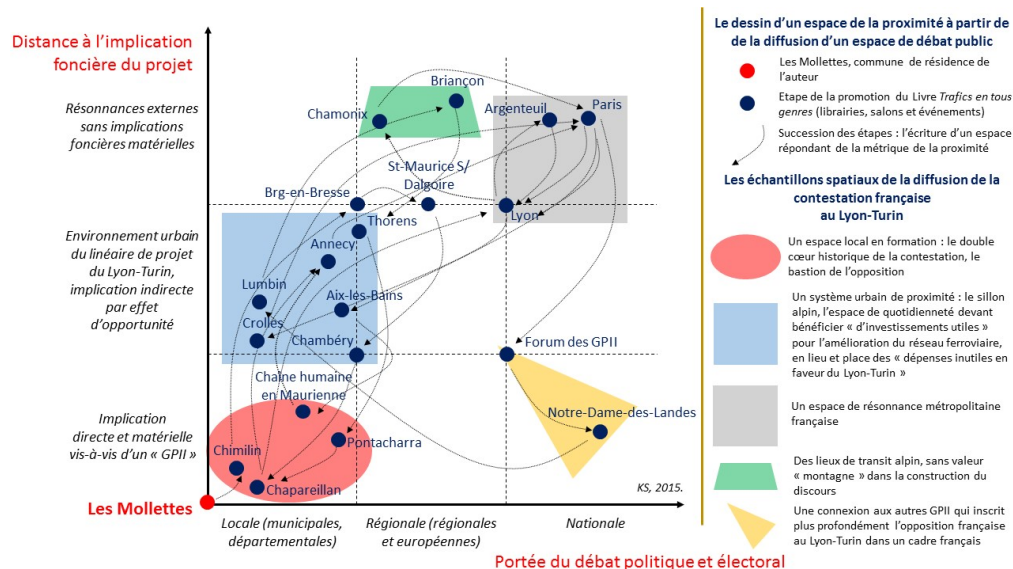 Distance à l’implication
foncière du projet
Résonnances externes
sans implications
foncières matérielles
Environnement urbain
du linéaire de projet
du Lyon-Turin,
implication indirecte
par effet
d’opportunité
Implication
directe et matérielle
vis-à-vis d’un « GPII »
Les Mollettes
Briançon
Chamonix
Argenteuil
Paris
St-Maurice S/
Dalgoire
Brg-en-Bresse
Lyon
Thorens
Annecy
Lumbin
Aix-les-Bains
Crolles
Chambéry
Forum des GPII
Chaîne humaine
en Maurienne
Notre-Dame-des-Landes
Pontacharra
Chimilin
Chapareillan
KS, 2015.
Locale (municipales,
départementales)
Régionale (régionales
et européennes)
Nationale
Portée du débat politique et électoral
Le dessin d’un espace de la proximité à partir de
de la diffusion d’un espace de débat public
Les Mollettes, commune de résidence de
l’auteur
Etape de la promotion du Livre Trafics en tous
genres (librairies, salons et événements)
Succession des étapes : l’écriture d’un espace
répondant de la métrique de la proximité
Les échantillons spatiaux de la diffusion de la
contestation française
au Lyon-Turin
Un espace local en formation : le double
cœur historique de la contestation, le
bastion de l’opposition
Un système urbain de proximité : le sillon
alpin, l’espace de quotidienneté devant
bénéficier « d’investissements utiles »
pour l’amélioration du réseau ferroviaire,
en lieu et place des « dépenses inutiles en
faveur du Lyon-Turin »
Un espace de résonnance métropolitaine
française
Des lieux de transit alpin, sans valeur
« montagne » dans la construction du
discours
Une connexion aux autres GPII qui inscrit
plus profondément l’opposition française
au Lyon-Turin dans un cadre français